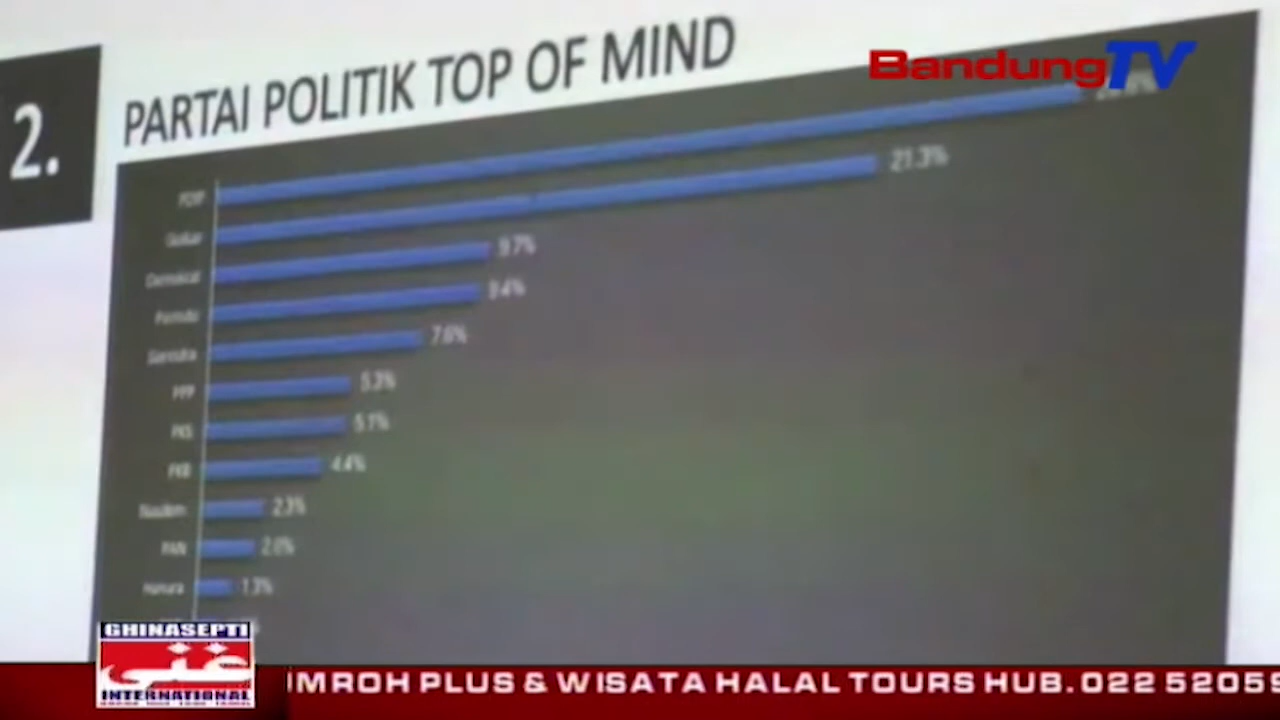 BandungTV
2.
PARTAI POLITIK TOP OF MIND
PDIP
Golkar 21.3%
Demokrat 9.7%
9.4%
Gerindra 7.6%
PPP 5.3%
PKS 5.1%
PKB 4.4%
Nasdem 2.3%
PAN 2.0%
Hanura 1.3%
GHINASEPTI
غنى
INTERNATIONAL
IMROH PLUS & WISATA HALAL TOURS HUB. 022 5205